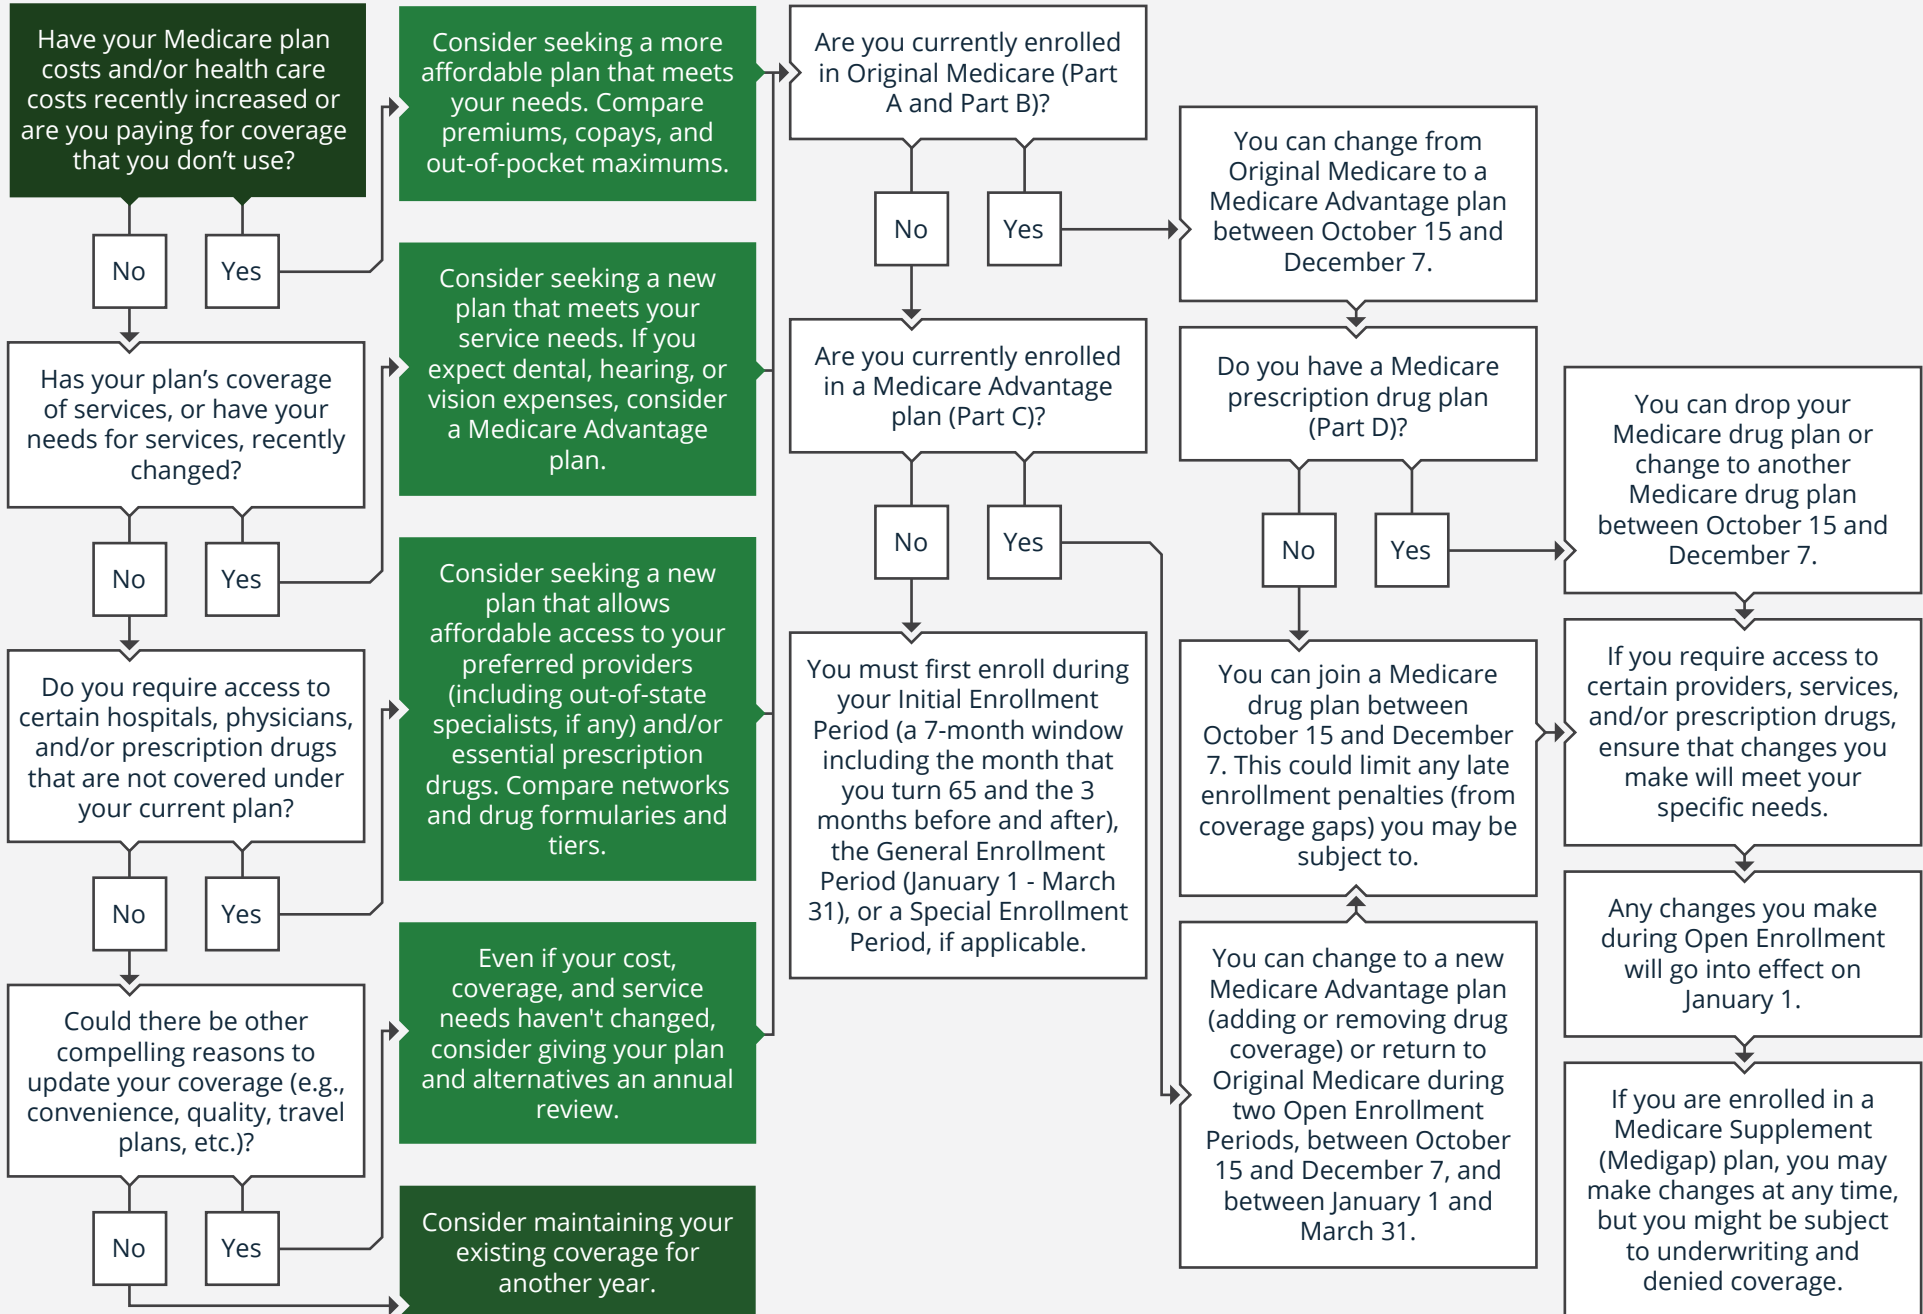 Have your Medicare plan
costs and/or health care
costs recently increased or
are you paying for coverage
that you don’t use?
No
Yes
Consider seeking a more
affordable plan that meets
your needs. Compare
premiums, copays, and
out-of-pocket maximums.
Has your plan’s coverage
of services, or have your
needs for services, recently
changed?
No
Yes
Consider seeking a new
plan that meets your
service needs. If you
expect dental, hearing, or
vision expenses, consider
a Medicare Advantage
plan.
Do you require access to
certain hospitals, physicians,
and/or prescription drugs
that are not covered under
your current plan?
No
Yes
Consider seeking a new
plan that allows
affordable access to your
preferred providers
(including out-of-state
specialists, if any) and/or
essential prescription
drugs. Compare networks
and drug formularies and
tiers.
Could there be other
compelling reasons to
update your coverage (e.g.,
convenience, quality, travel
plans, etc.)?
No
Yes
Even if your cost,
coverage, and service
needs haven't changed,
consider giving your plan
and alternatives an annual
review.
Consider maintaining your
existing coverage for
another year.
Are you currently enrolled
in Original Medicare (Part
A and Part B)?
No
Yes
Are you currently enrolled
in a Medicare Advantage
plan (Part C)?
No
Yes
You must first enroll during
your Initial Enrollment
Period (a 7-month window
including the month that
you turn 65 and the 3
months before and after),
the General Enrollment
Period (January 1 - March
31), or a Special Enrollment
Period, if applicable.
You can change from
Original Medicare to a
Medicare Advantage plan
between October 15 and
December 7.
Do you have a Medicare
prescription drug plan
(Part D)?
No
Yes
You can join a Medicare
drug plan between
October 15 and December
7. This could limit any late
enrollment penalties (from
coverage gaps) you may be
subject to.
You can change to a new
Medicare Advantage plan
(adding or removing drug
coverage) or return to
Original Medicare during
two Open Enrollment
Periods, between October
15 and December 7, and
between January 1 and
March 31.
You can drop your
Medicare drug plan or
change to another
Medicare drug plan
between October 15 and
December 7.
If you require access to
certain providers, services,
and/or prescription drugs,
ensure that changes you
make will meet your
specific needs.
Any changes you make
during Open Enrollment
will go into effect on
January 1.
If you are enrolled in a
Medicare Supplement
(Medigap) plan, you may
make changes at any time,
but you might be subject
to underwriting and
denied coverage.